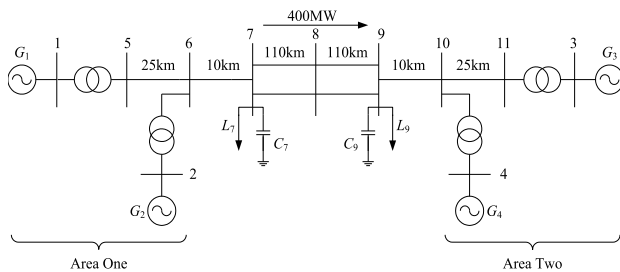 400MW
G1 1 5 25km 6 10km 7 110km 8 110km 9 10km 10 25km 11 3 G3
L7 C7 C9 L9
2 4
G2 G4
Area One Area Two